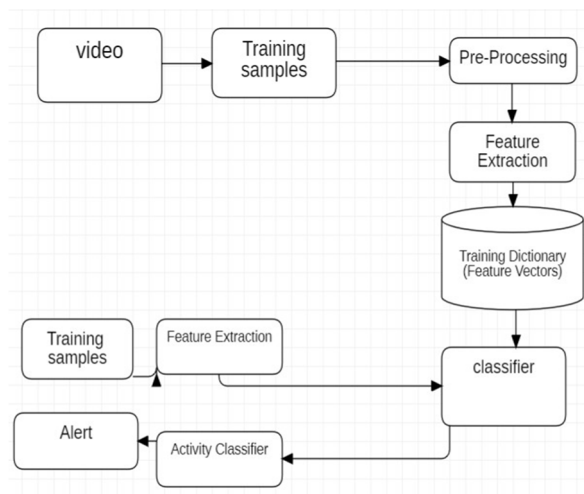 video
Training
samples
Pre-Processing
Feature
Extraction
Training Dictionary
(Feature Vectors)
Training
samples
Feature Extraction
classifier
Alert
Activity Classifier